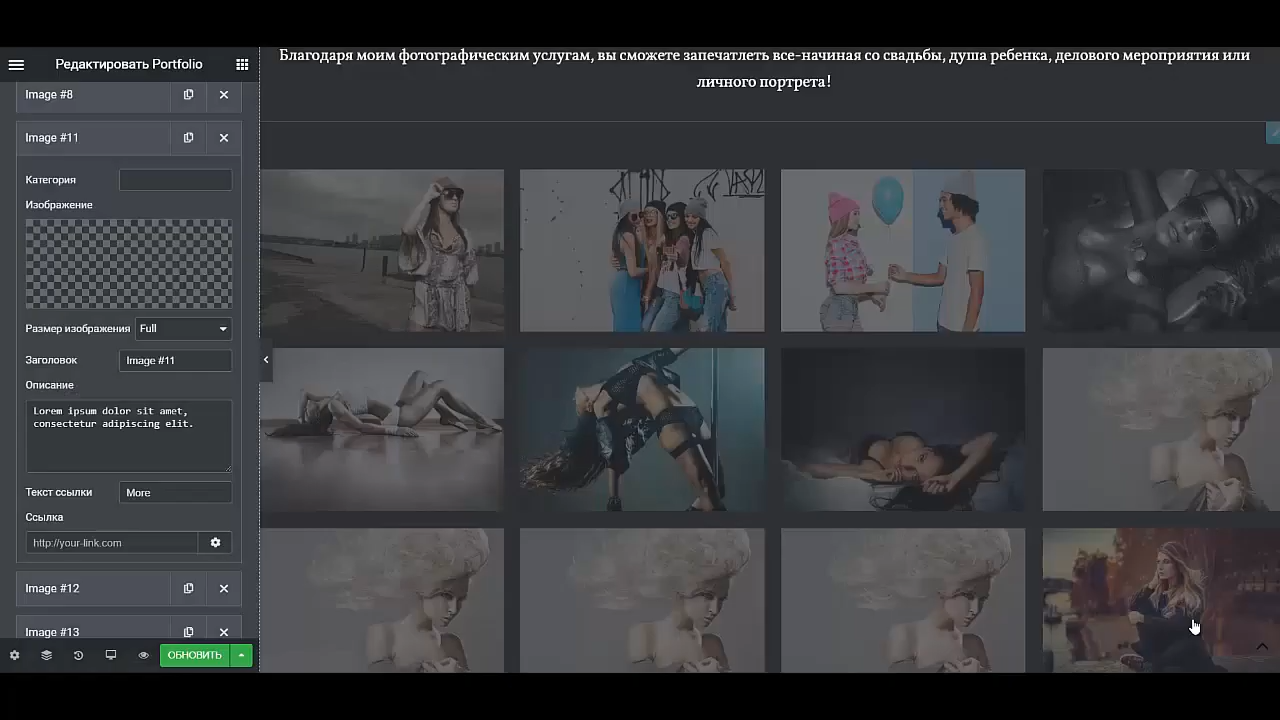 Редактировать Portfolio
Image #8
Image #11
Категория
Изображение
Размер изображения Full
Заголовок Image #11
Описание
Lorem ipsum dolor sit amet,
consectetur adipiscing elit.
Текст ссылки More
Ссылка
http://your-link.com
Image #12
Image #13
ОБНОВИТЬ
Благодаря моим фотографическим услугам, вы сможете запечатлеть все-начиная со свадьбы, душа ребенка, делового мероприятия или
личного портрета!